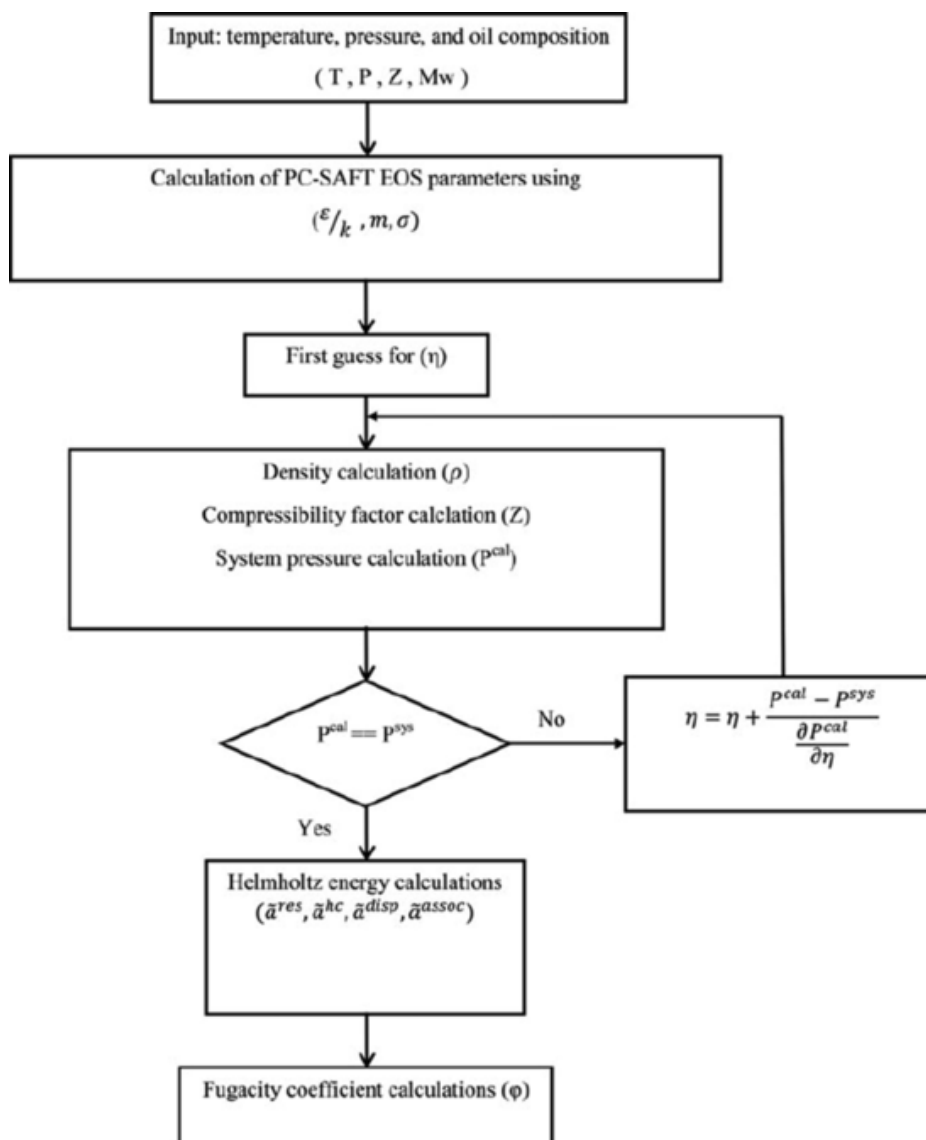 Input: temperature, pressure, and oil composition
( T , P , Z , Mw )
Calculation of PC-SAFT EOS parameters using
(ε/k , m, σ)
First guess for (η)
Density calculation (ρ)
Compressibility factor calclation (Z)
System pressure calculation (P^cal)
P^cal == P^sys
No
η = η + (P^cal − P^sys) / (∂P^cal / ∂η)
Yes
Helmholtz energy calculations
(ã^res, ã^hc, ã^disp, ã^assoc)
Fugacity coefficient calculations (φ)